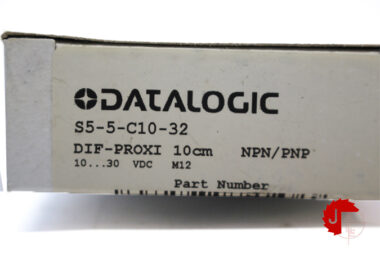 DATALOGIC
S5-5-C10-32
DIF-PROXI 10cm NPN/PNP
10...30 VDC M12
Part Number